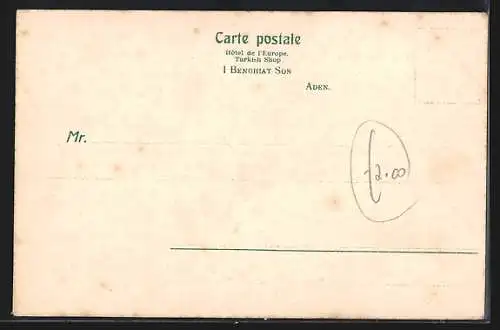 Carte postale
Hôtel de l'Europe.
Turkish Shop
I BENGHIAT SON
ADEN.
Mr.
£2.00